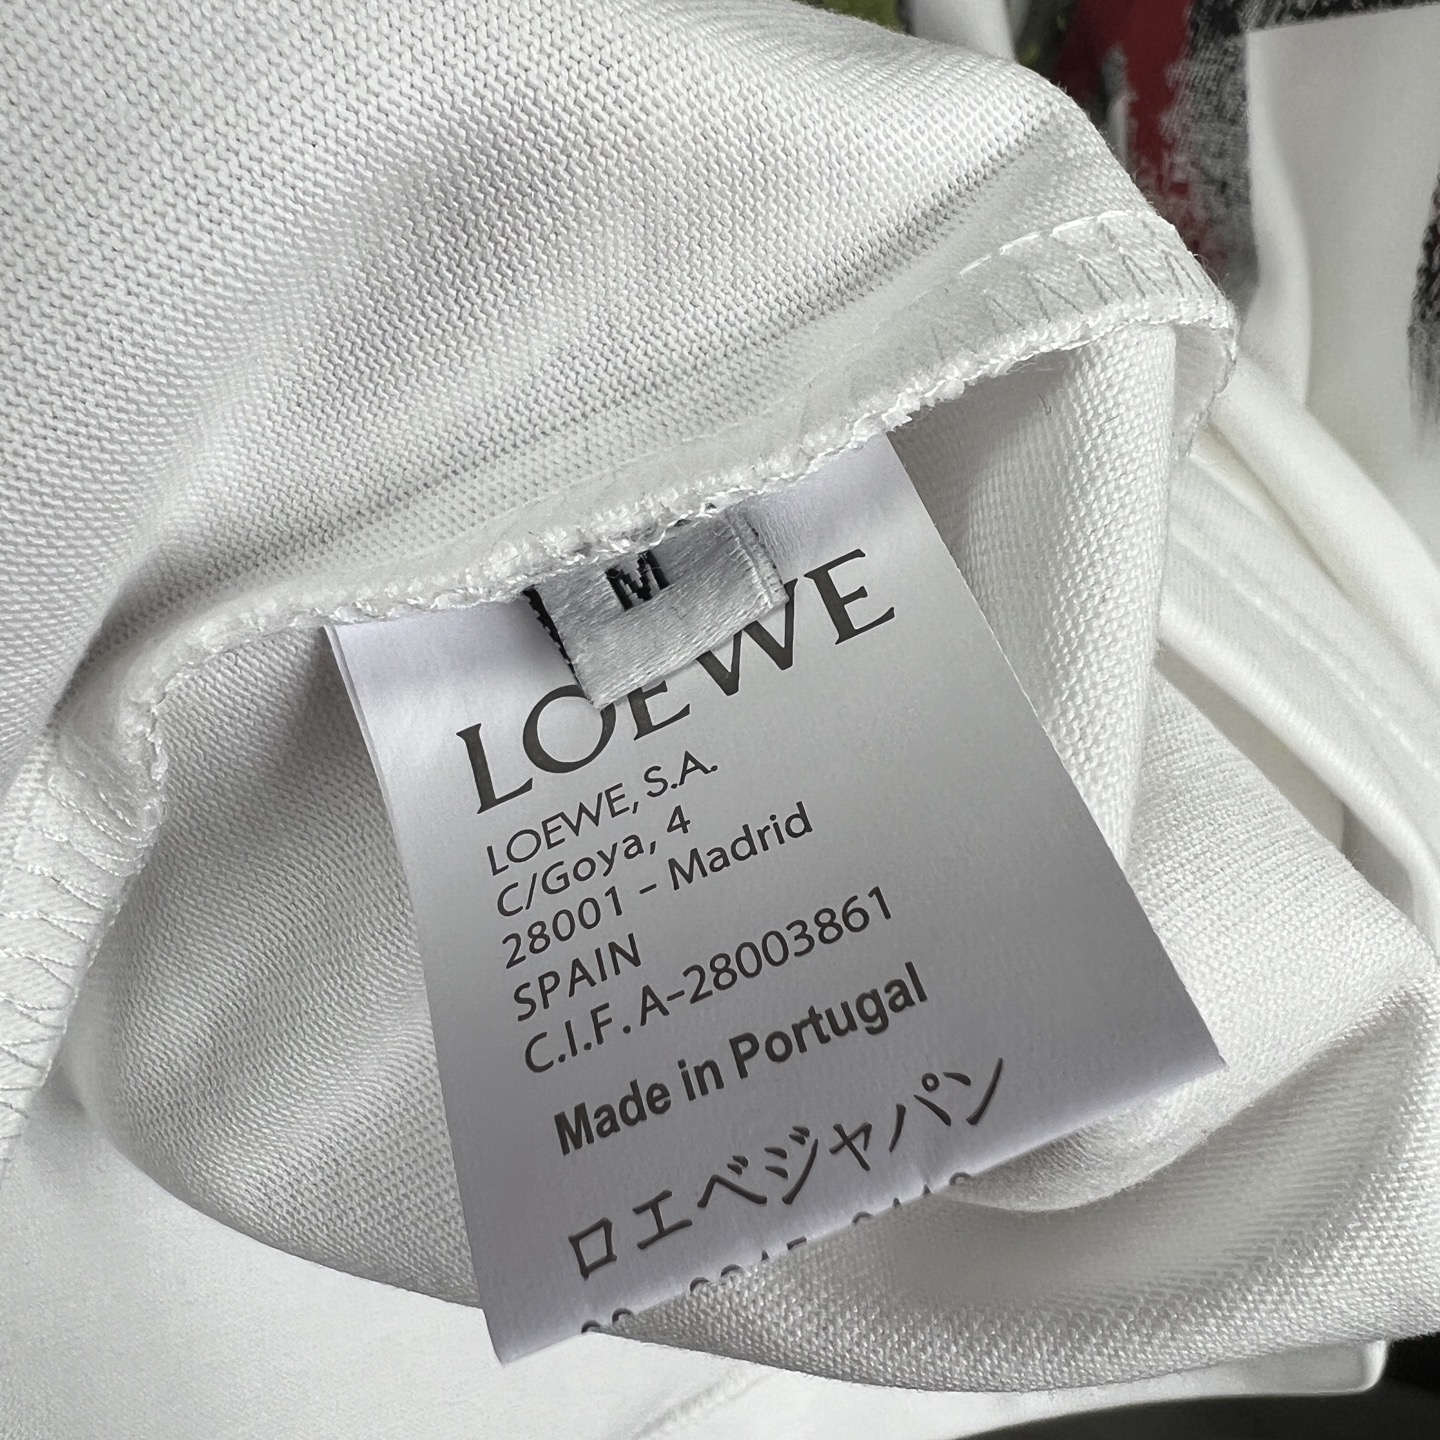 M
LOEWE
LOEWE, S.A.
C/Goya, 4
28001 - Madrid
SPAIN
C.I.F. A-28003861
Made in Portugal
ロエベジャパン